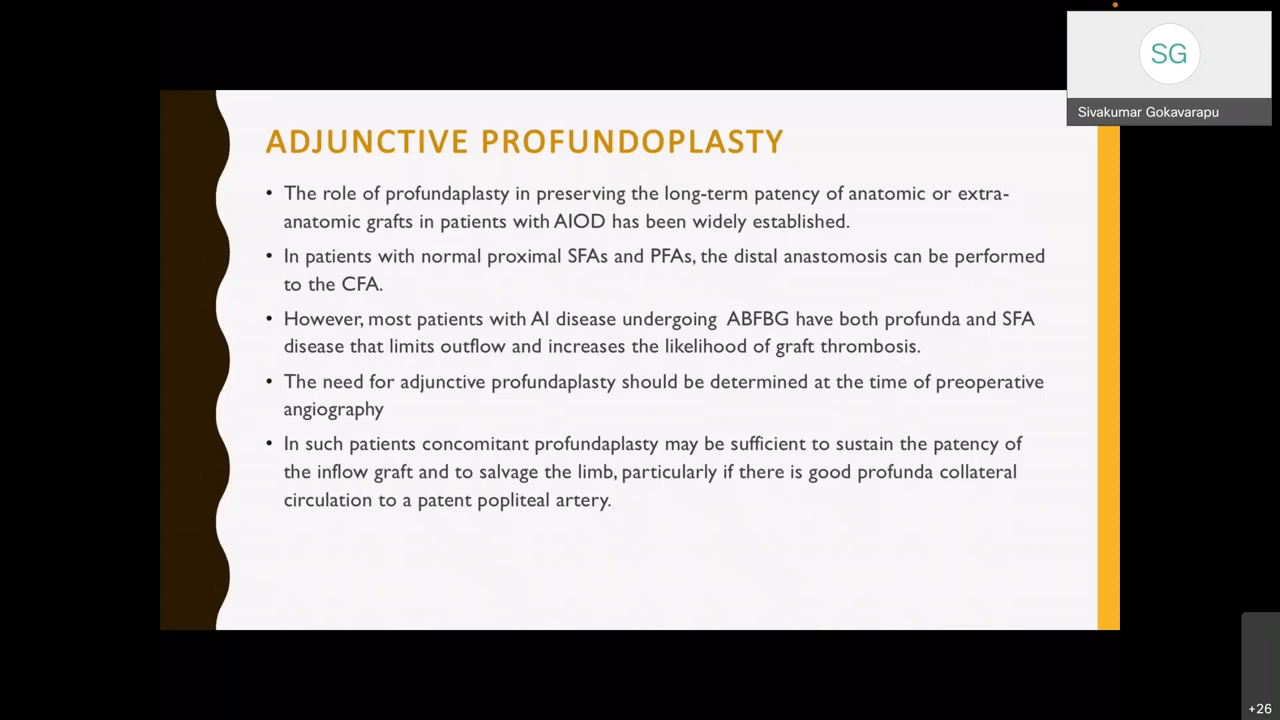 SG
Sivakumar Gokavarapu
ADJUNCTIVE PROFUNDOPLASTY
• The role of profundaplasty in preserving the long-term patency of anatomic or extra-
anatomic grafts in patients with AIOD has been widely established.
• In patients with normal proximal SFAs and PFAs, the distal anastomosis can be performed
to the CFA.
• However, most patients with AI disease undergoing ABFBG have both profunda and SFA
disease that limits outflow and increases the likelihood of graft thrombosis.
• The need for adjunctive profundaplasty should be determined at the time of preoperative
angiography
• In such patients concomitant profundaplasty may be sufficient to sustain the patency of
the inflow graft and to salvage the limb, particularly if there is good profunda collateral
circulation to a patent popliteal artery.
+26